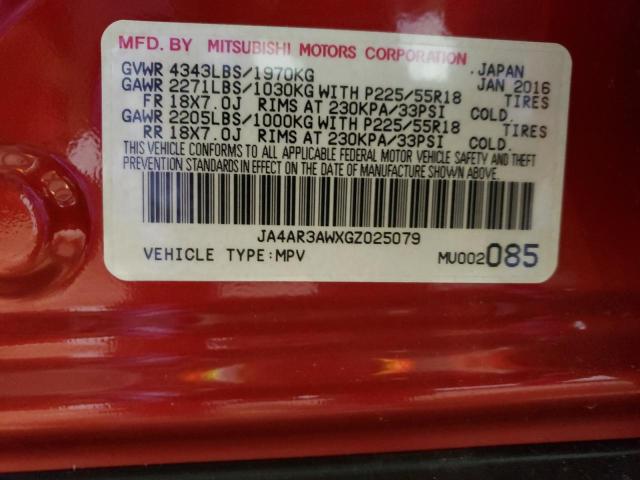 MFD. BY MITSUBISHI MOTORS CORPORATION, JAPAN
GVWR 4343LBS/1970KG JAN 2016
GAWR 2271LBS/1030KG WITH P225/55R18 TIRES
FR 18X7.0J RIMS AT 230KPA/33PSI COLD.
GAWR 2205LBS/1000KG WITH P225/55R18 TIRES
RR 18X7.0J RIMS AT 230KPA/33PSI COLD.
THIS VEHICLE CONFORMS TO ALL APPLICABLE FEDERAL MOTOR VEHICLE SAFETY AND THEFT
PREVENTION STANDARDS IN EFFECT ON THE DATE OF MANUFACTURE SHOWN ABOVE.
JA4AR3AWXGZ025079
VEHICLE TYPE:MPV MU002085